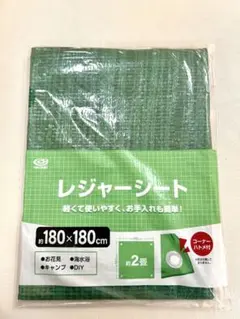 レジャーシート
軽くて使いやすく、お手入れも簡単!
約180×180cm
●お花見 ●海水浴
●キャンプ ●DIY
約2畳
コーナー
ハトメ付